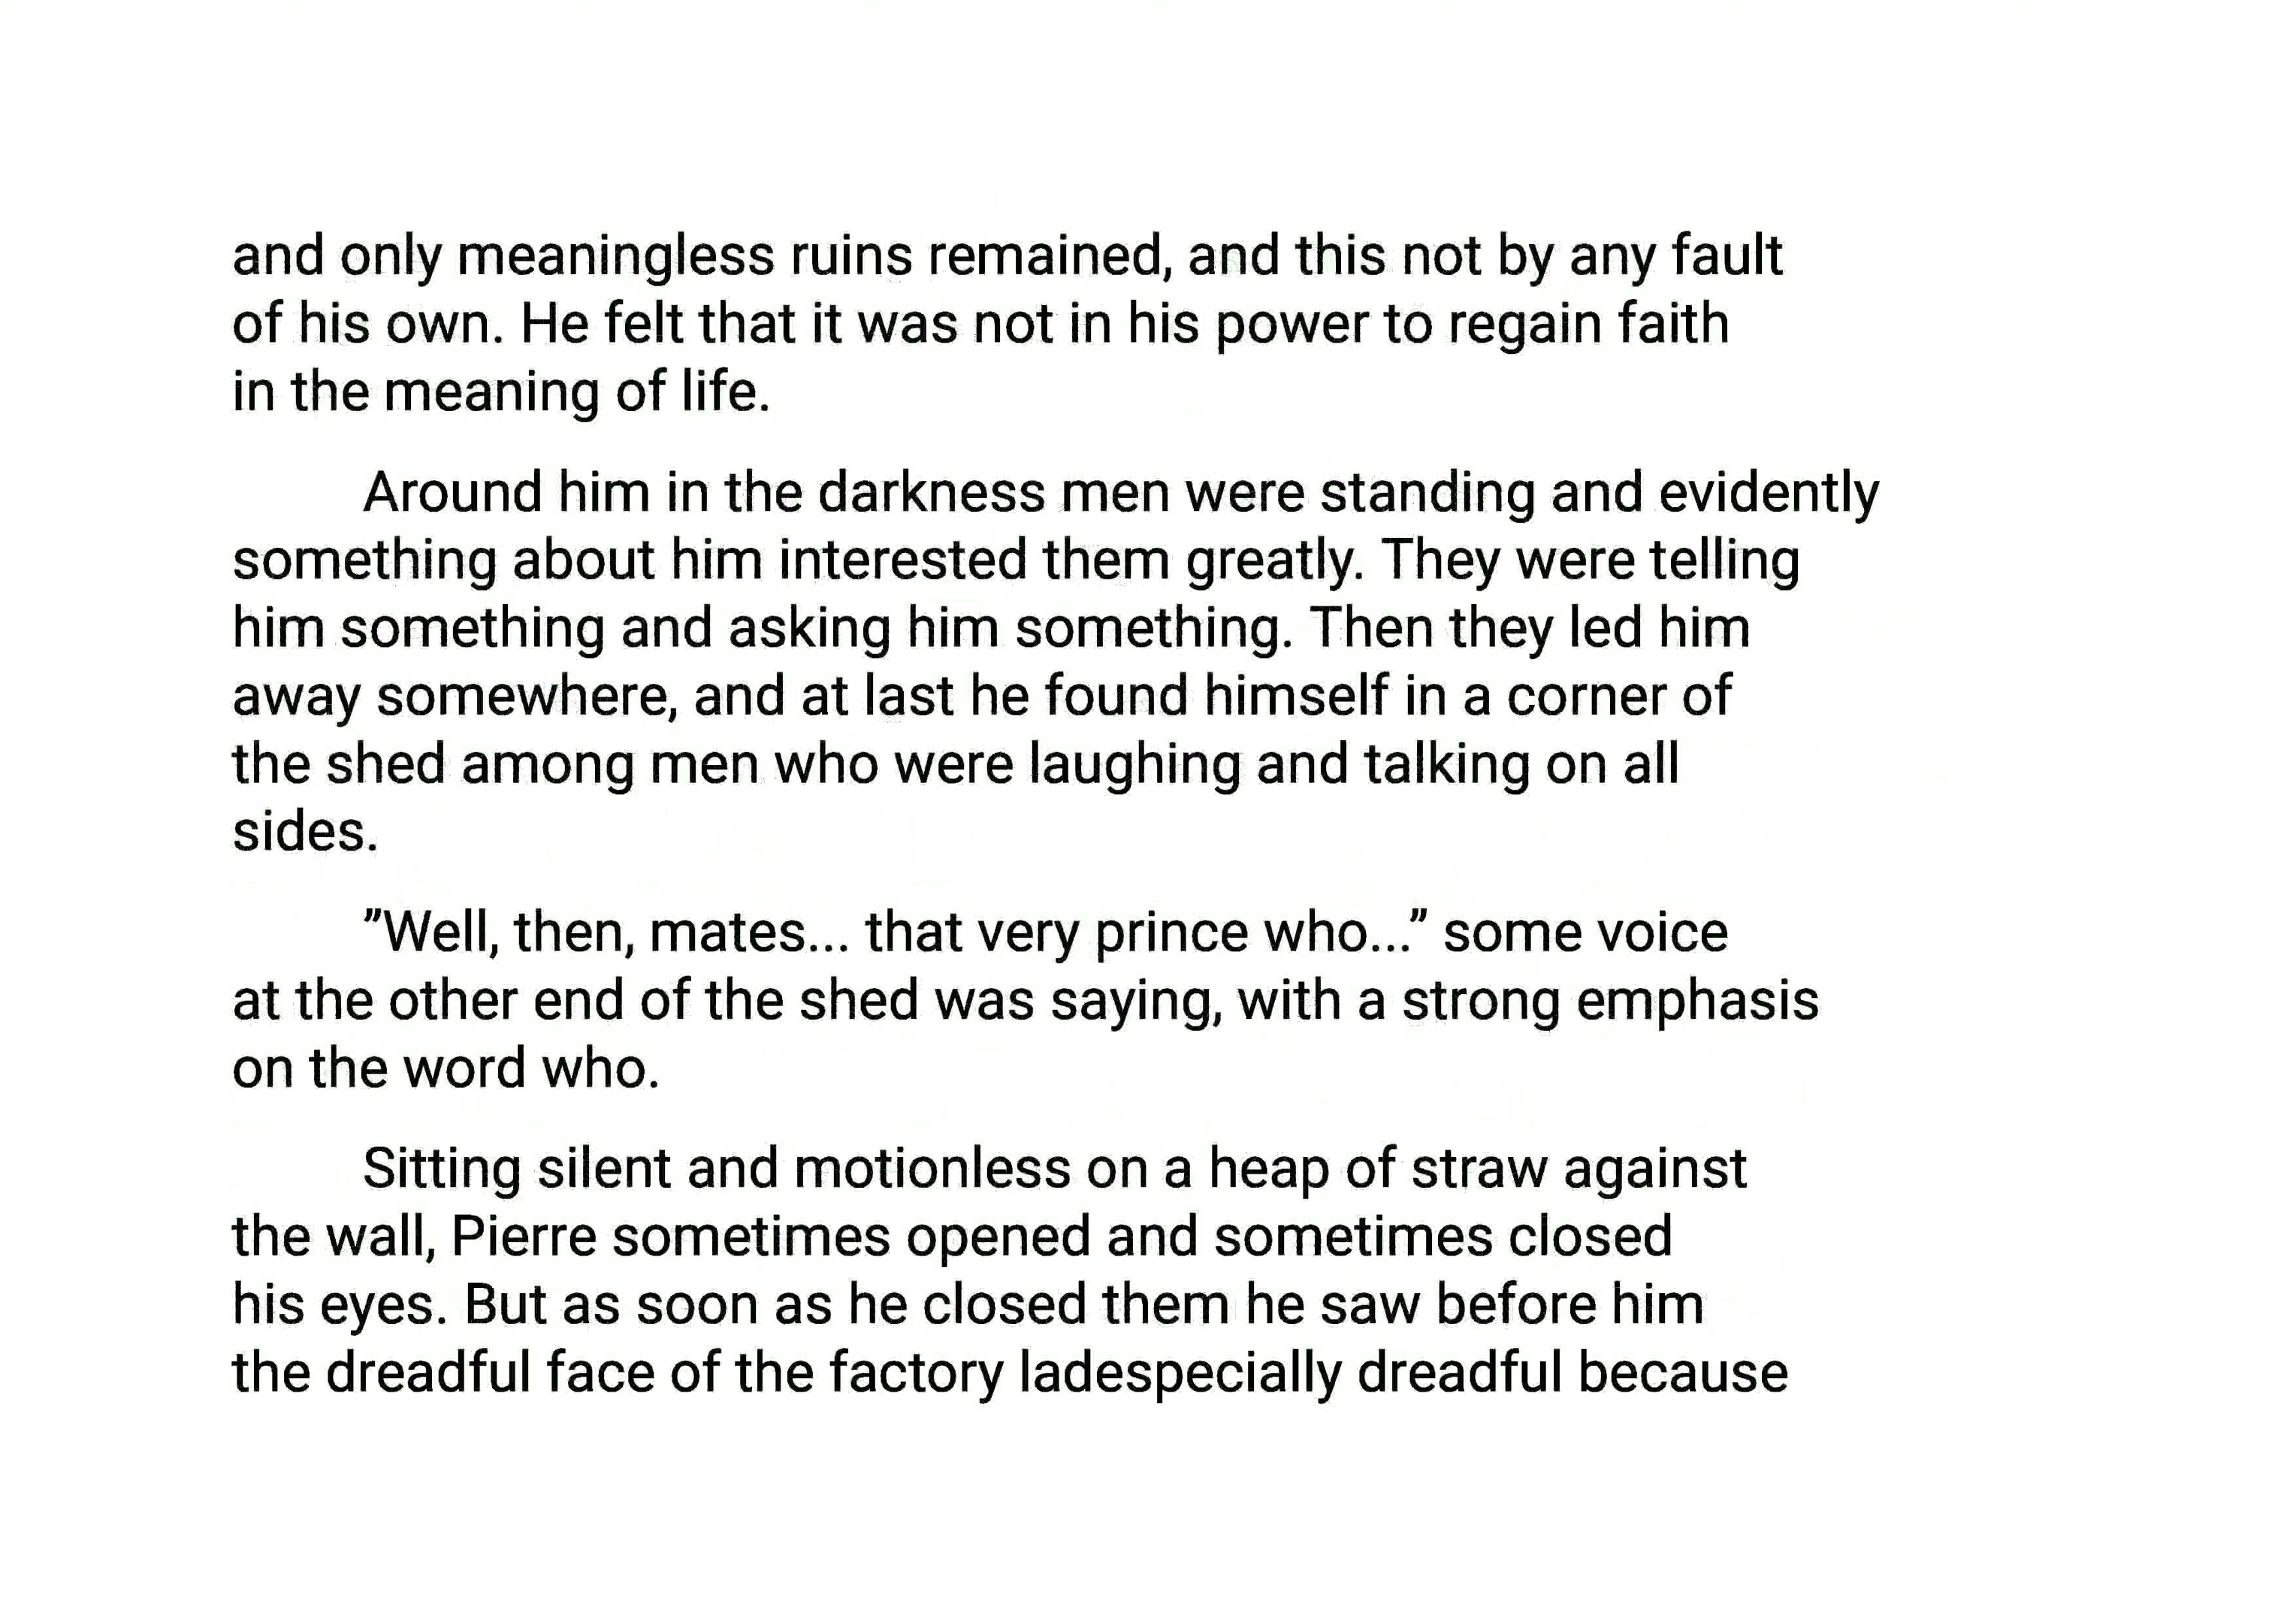 and only meaningless ruins remained, and this not by any fault
of his own. He felt that it was not in his power to regain faith
in the meaning of life.
Around him in the darkness men were standing and evidently
something about him interested them greatly. They were telling
him something and asking him something. Then they led him
away somewhere, and at last he found himself in a corner of
the shed among men who were laughing and talking on all
sides.
”Well, then, mates... that very prince who...” some voice
at the other end of the shed was saying, with a strong emphasis
on the word who.
Sitting silent and motionless on a heap of straw against
the wall, Pierre sometimes opened and sometimes closed
his eyes. But as soon as he closed them he saw before him
the dreadful face of the factory ladespecially dreadful because